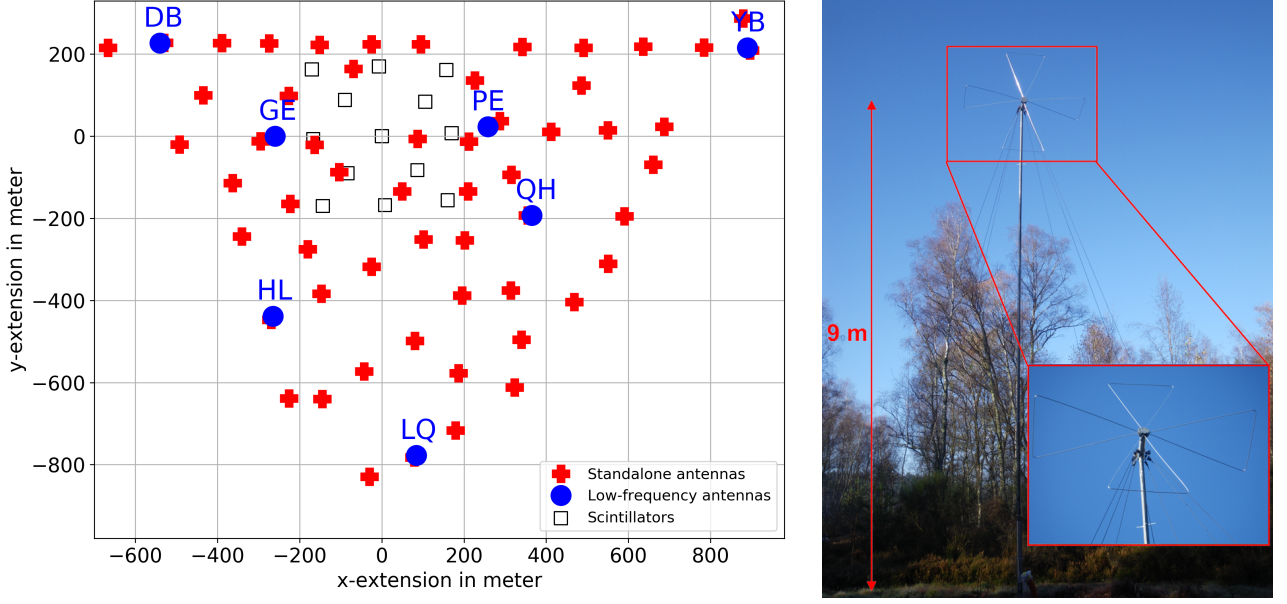 DB
YB
GE
PE
QH
HL
LQ
200
0
−200
−400
−600
−800
y-extension in meter
−600
−400
−200
0
200
400
600
800
x-extension in meter
Standalone antennas
Low-frequency antennas
Scintillators
9 m